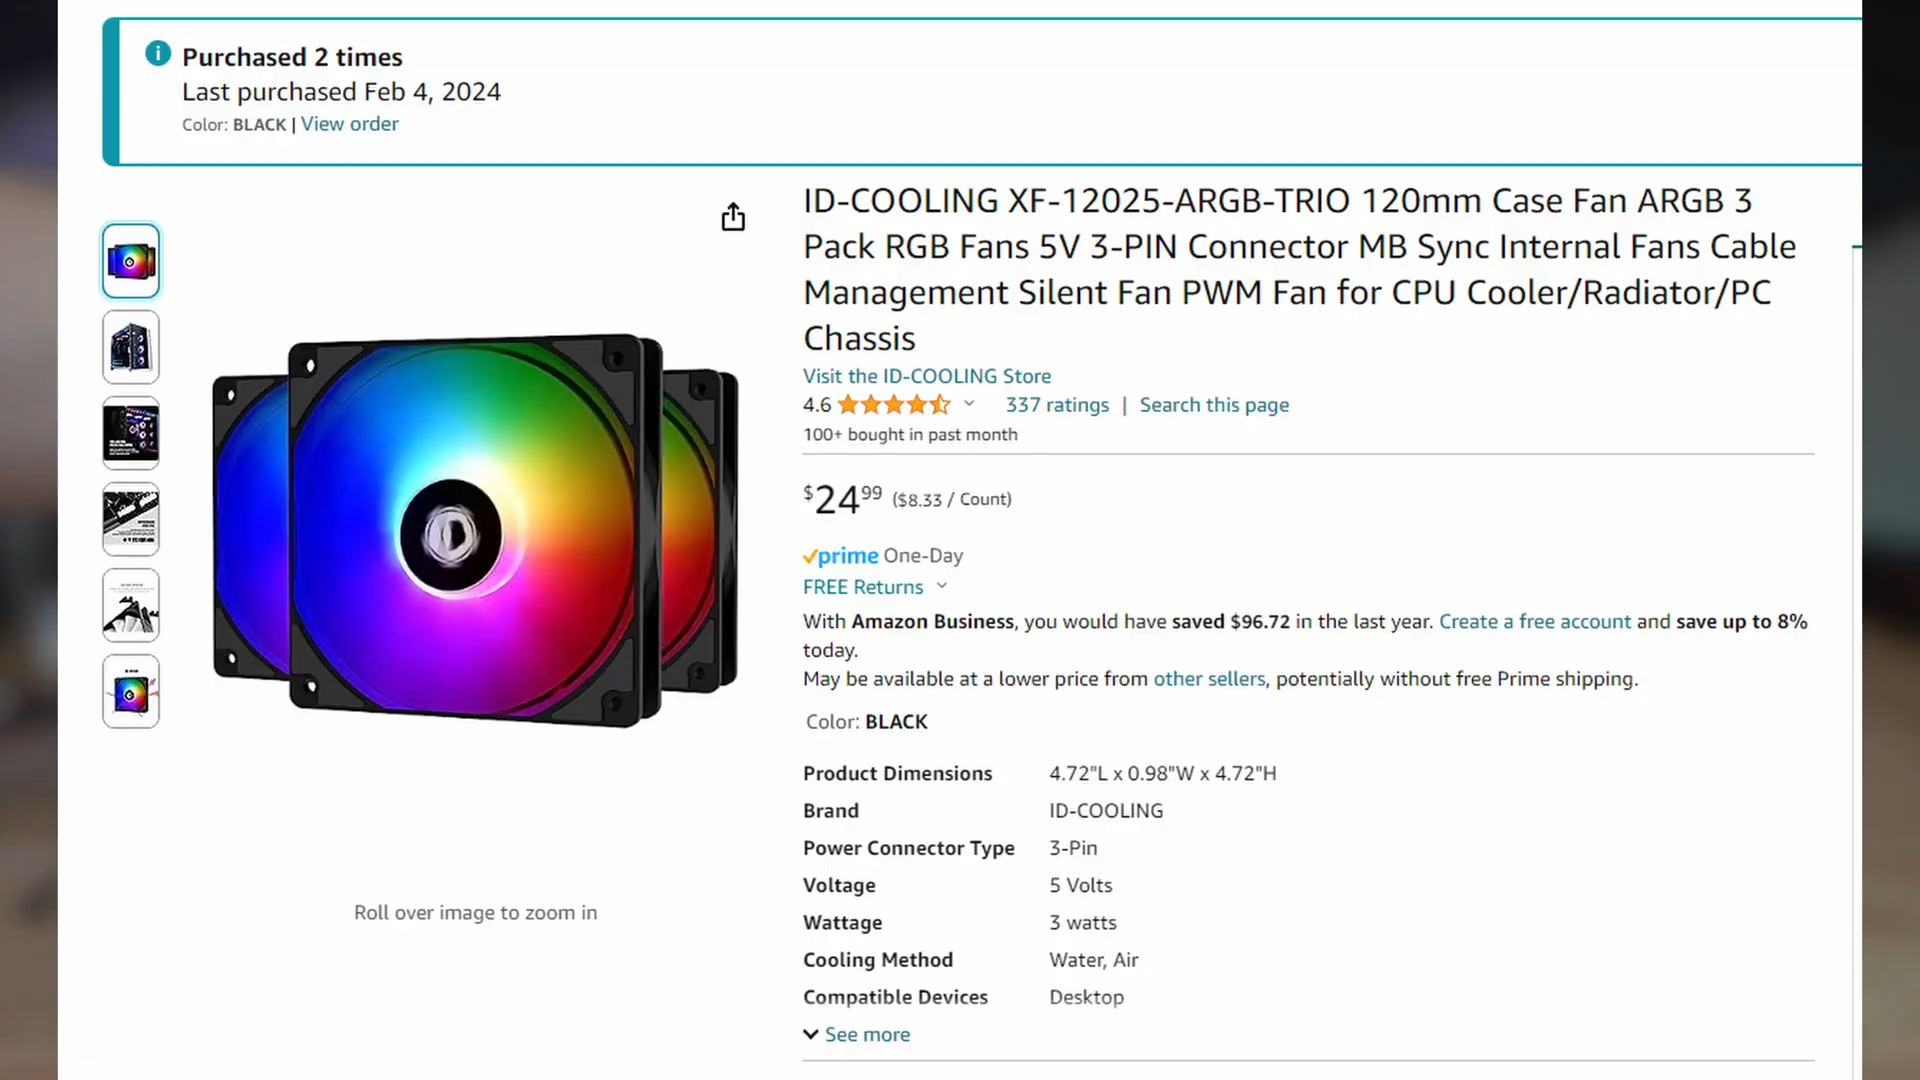 Purchased 2 times
Last purchased Feb 4, 2024
Color: BLACK | View order
ID-COOLING XF-12025-ARGB-TRIO 120mm Case Fan ARGB 3
Pack RGB Fans 5V 3-PIN Connector MB Sync Internal Fans Cable
Management Silent Fan PWM Fan for CPU Cooler/Radiator/PC
Chassis
Visit the ID-COOLING Store
4.6 337 ratings | Search this page
100+ bought in past month
$24.99 ($8.33 / Count)
prime One-Day
FREE Returns
With Amazon Business, you would have saved $96.72 in the last year. Create a free account and save up to 8%
today.
May be available at a lower price from other sellers, potentially without free Prime shipping.
Color: BLACK
Product Dimensions 4.72"L x 0.98"W x 4.72"H
Brand ID-COOLING
Power Connector Type 3-Pin
Voltage 5 Volts
Wattage 3 watts
Cooling Method Water, Air
Compatible Devices Desktop
See more
Roll over image to zoom in